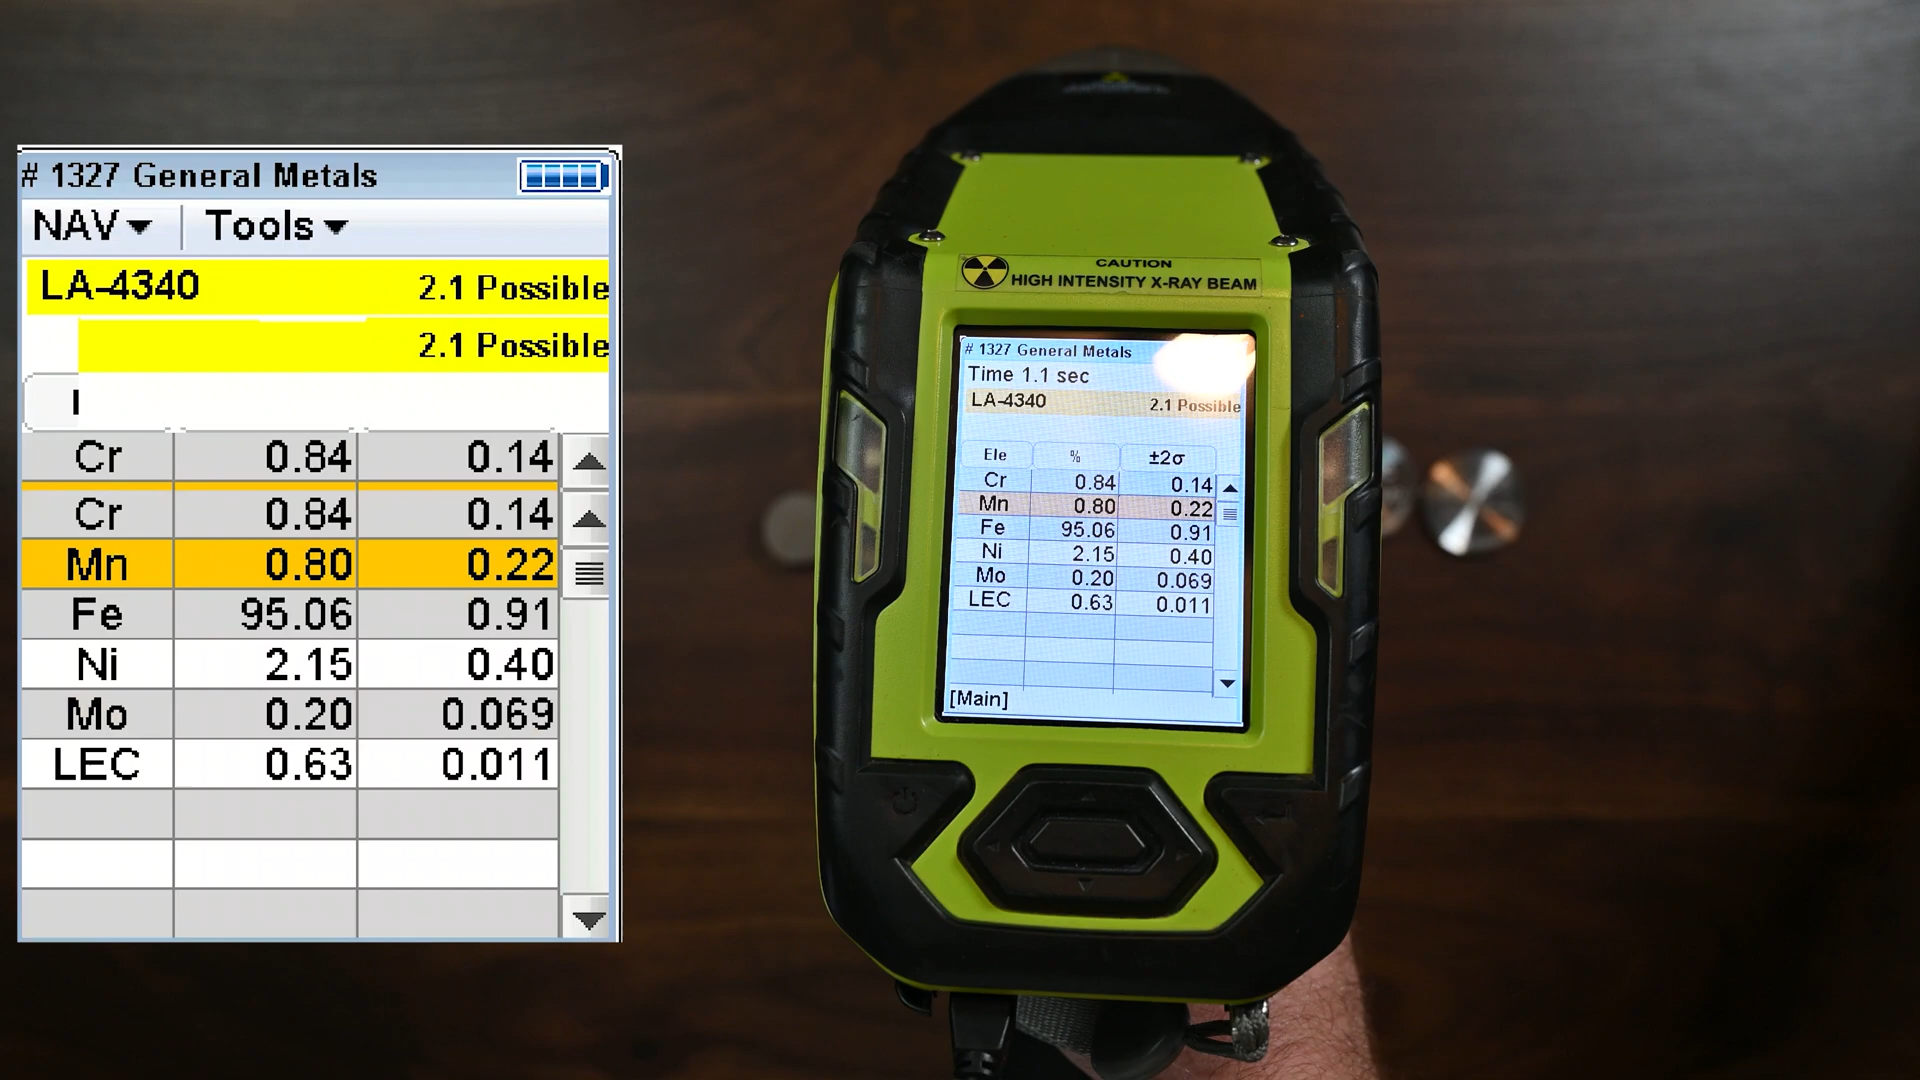 # 1327 General Metals
NAV Tools
LA-4340 2.1 Possible
2.1 Possible
Cr 0.84 0.14
Cr 0.84 0.14
Mn 0.80 0.22
Fe 95.06 0.91
Ni 2.15 0.40
Mo 0.20 0.069
LEC 0.63 0.011
CAUTION
HIGH INTENSITY X-RAY BEAM
# 1327 General Metals
Time 1.1 sec
LA-4340 2.1 Possible
Ele % ±2σ
Cr 0.84 0.14
Mn 0.80 0.22
Fe 95.06 0.91
Ni 2.15 0.40
Mo 0.20 0.069
LEC 0.63 0.011
[Main]